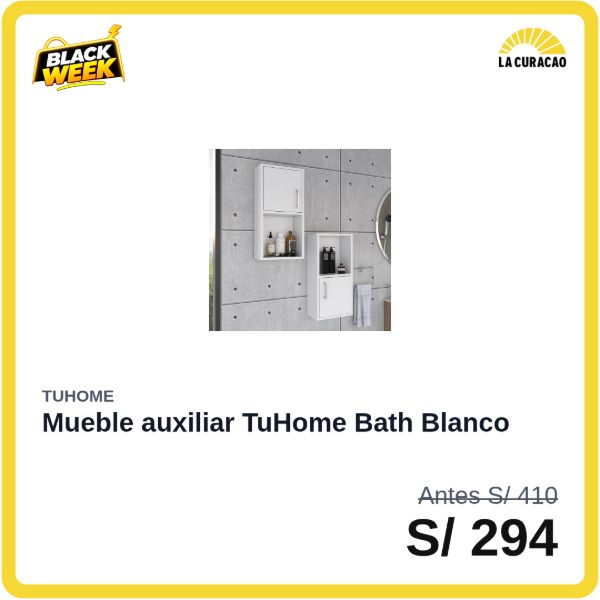 BLACK
WEEK
LA CURACAO
TUHOME
Mueble auxiliar TuHome Bath Blanco
Antes S/ 410
S/ 294